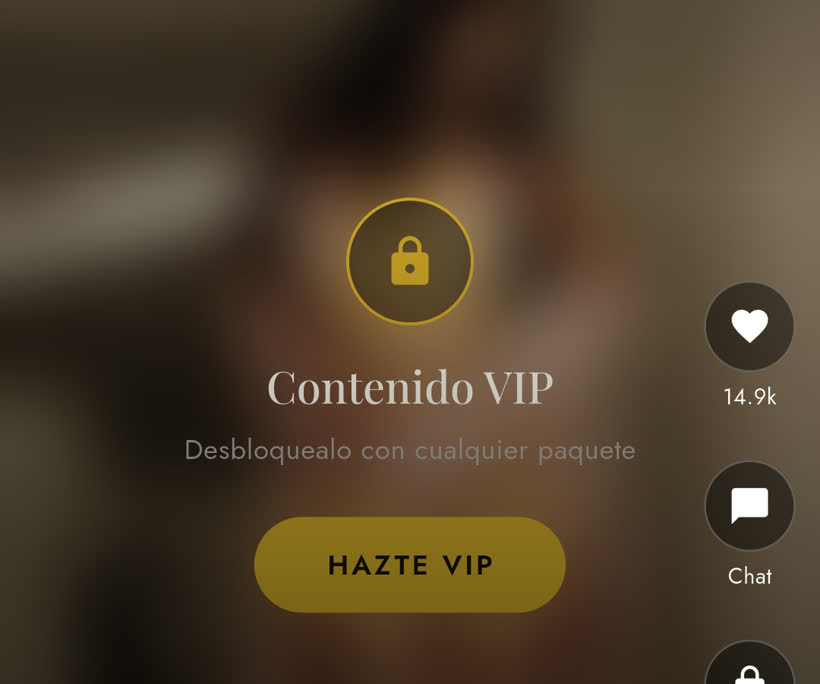 Contenido VIP
Desbloquealo con cualquier paquete
HAZTE VIP
14.9k
Chat